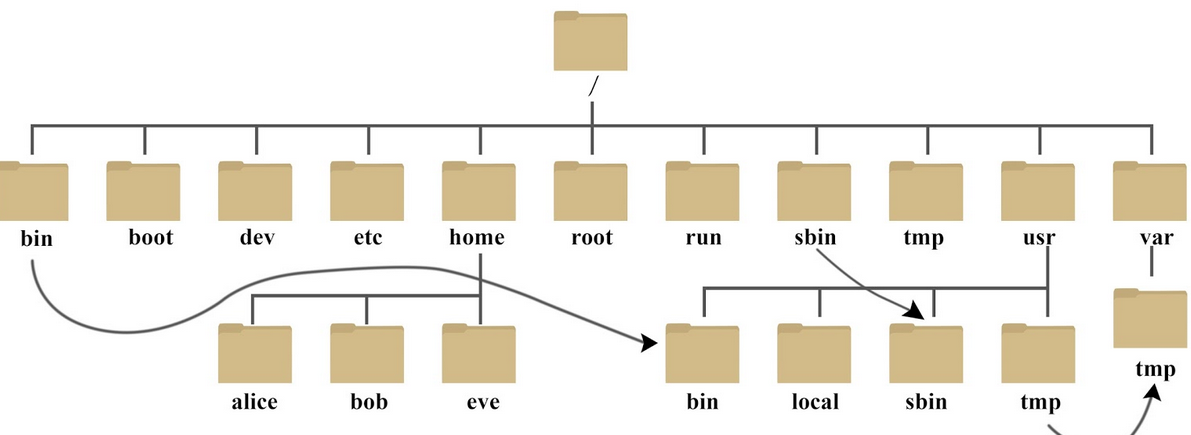 /
bin boot dev etc home root run sbin tmp usr var
tmp
alice bob eve bin local sbin tmp